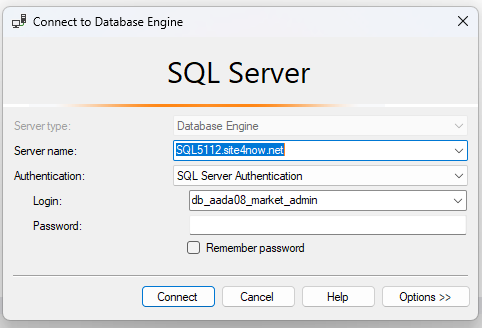 Connect to Database Engine
SQL Server
Server type: Database Engine
Server name: SQL5112.site4now.net
Authentication: SQL Server Authentication
Login: db_aada08_market_admin
Password:
Remember password
Connect Cancel Help Options >>